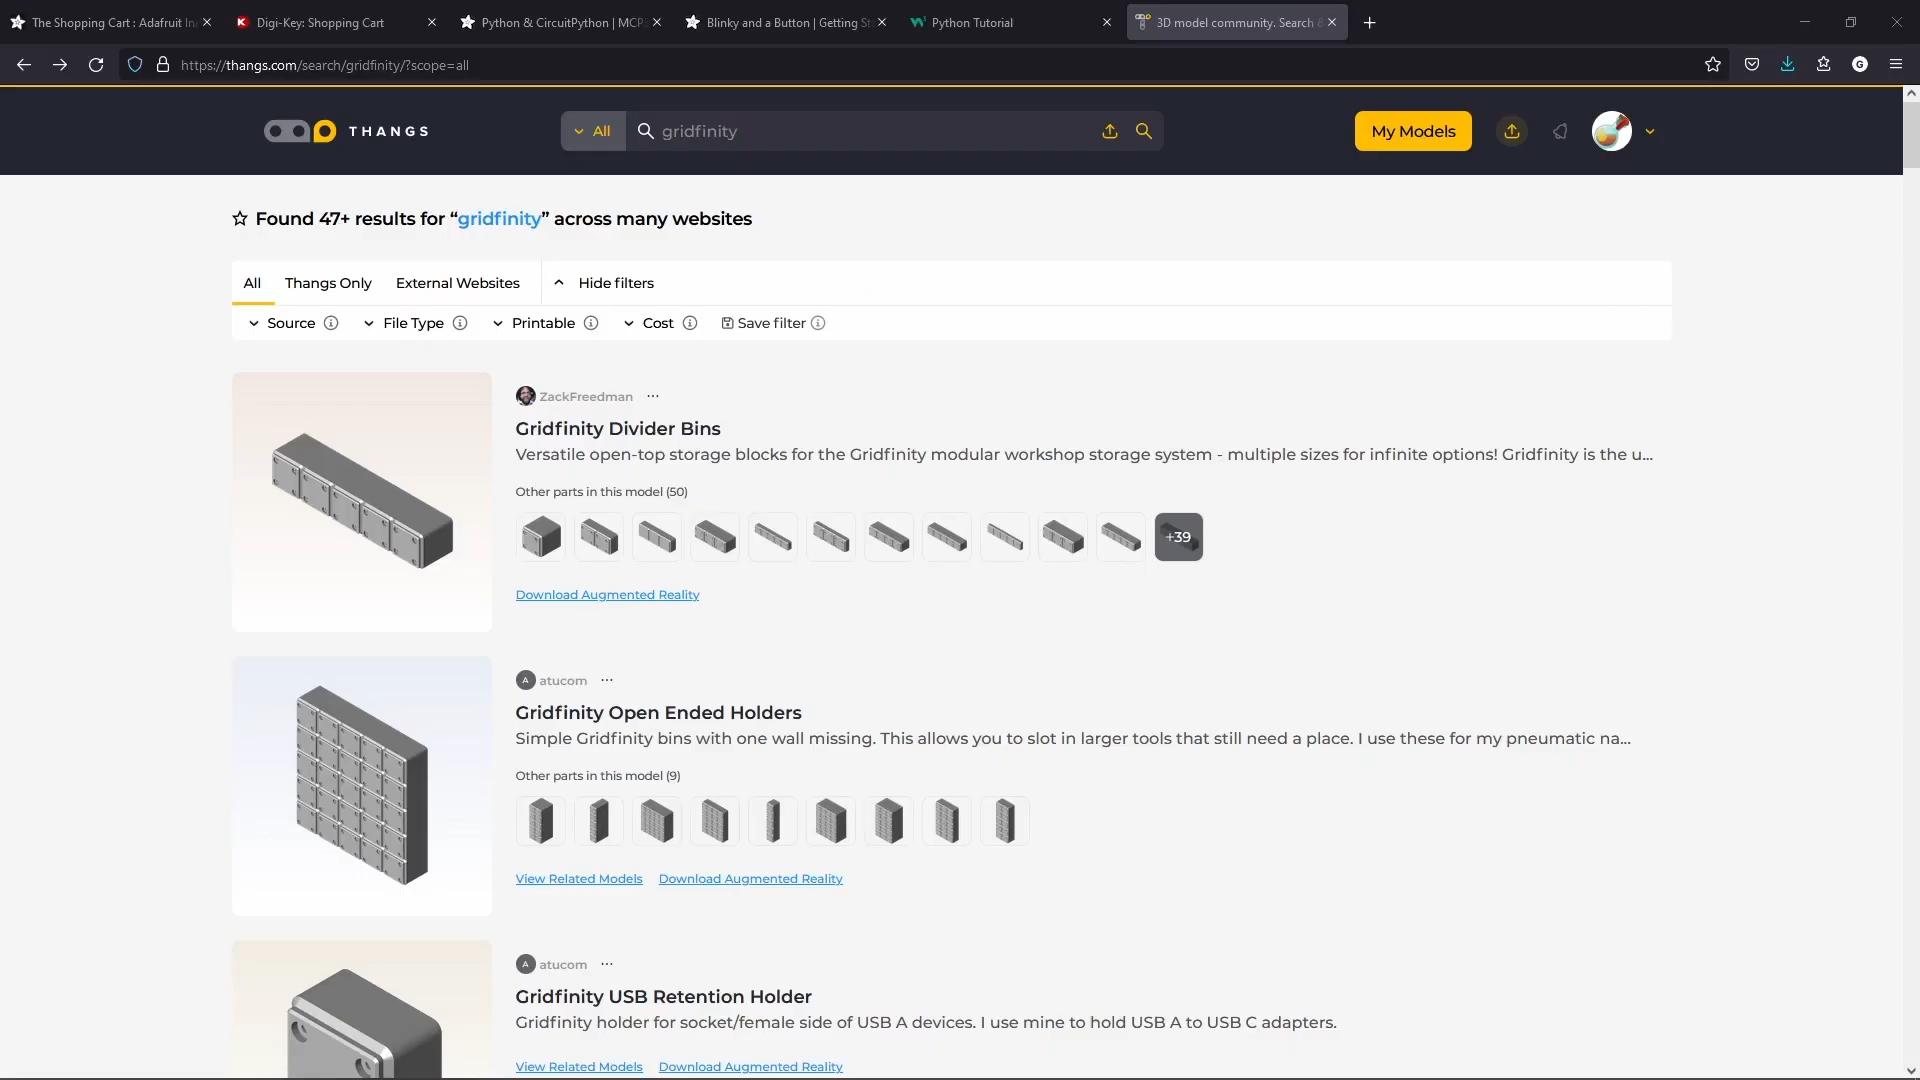 The Shopping Cart : Adafruit In
Digi-Key: Shopping Cart
Python & CircuitPython | MCP
Blinky and a Button | Getting St
Python Tutorial
3D model community. Search &
https://thangs.com/search/gridfinity/?scope=all
G
THANGS
All
gridfinity
My Models
Found 47+ results for “gridfinity” across many websites
All
Thangs Only
External Websites
Hide filters
Source
File Type
Printable
Cost
Save filter
ZackFreedman ...
Gridfinity Divider Bins
Versatile open-top storage blocks for the Gridfinity modular workshop storage system - multiple sizes for infinite options! Gridfinity is the u...
Other parts in this model (50)
+39
Download Augmented Reality
A atucom ...
Gridfinity Open Ended Holders
Simple Gridfinity bins with one wall missing. This allows you to slot in larger tools that still need a place. I use these for my pneumatic na...
Other parts in this model (9)
View Related Models
Download Augmented Reality
A atucom ...
Gridfinity USB Retention Holder
Gridfinity holder for socket/female side of USB A devices. I use mine to hold USB A to USB C adapters.
View Related Models
Download Augmented Reality